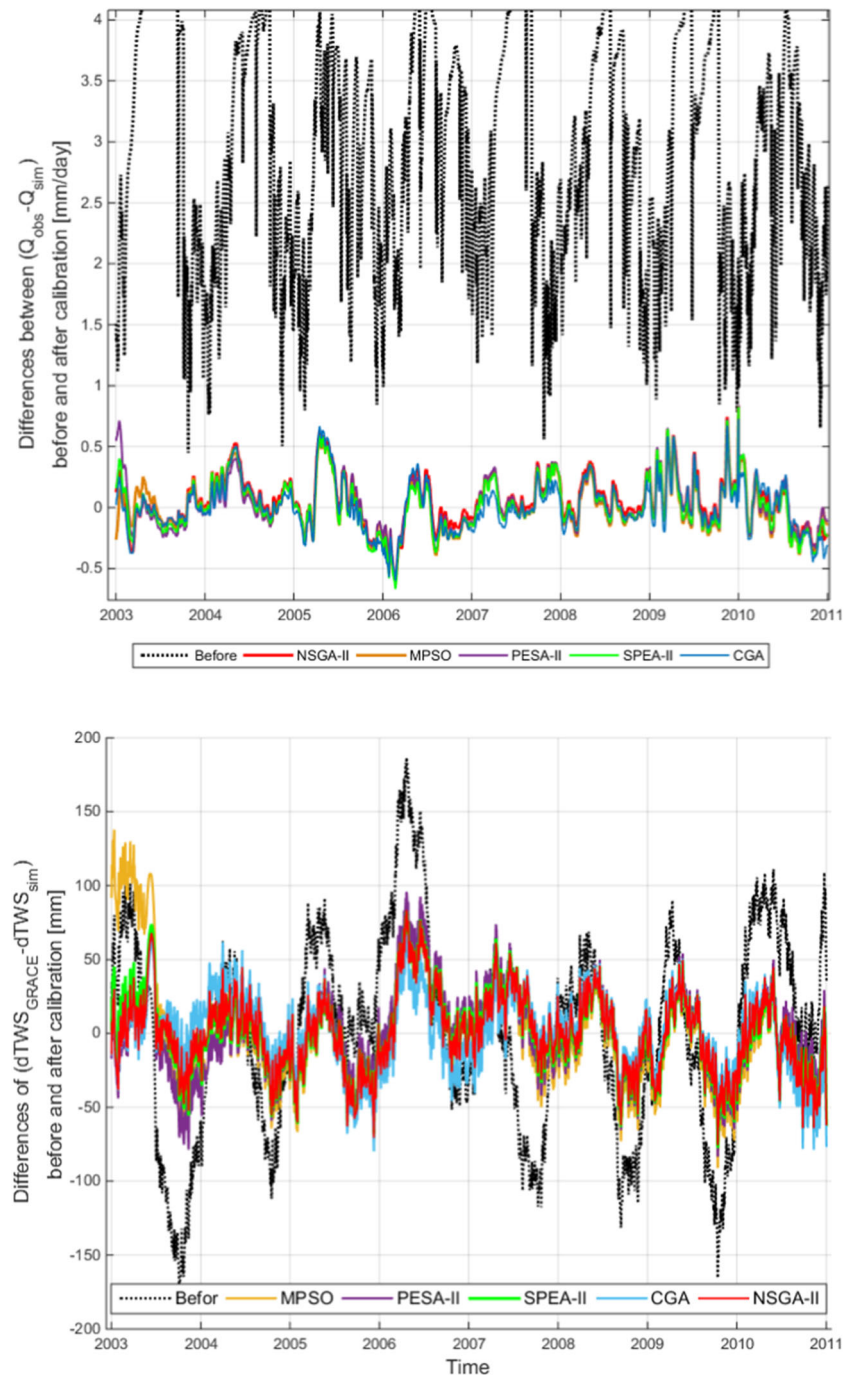 4
3.5
3
2.5
2
1.5
1
0.5
0
-0.5
Differences between (Qobs-Qsim)
before and after calibration [mm/day]
2003 2004 2005 2006 2007 2008 2009 2010 2011
Before NSGA-II MPSO PESA-II SPEA-II CGA
200
150
100
50
0
-50
-100
-150
-200
Differences of (dTWSGRACE-dTWSsim)
before and after calibration [mm]
Befor MPSO PESA-II SPEA-II CGA NSGA-II
2003 2004 2005 2006 2007 2008 2009 2010 2011
Time